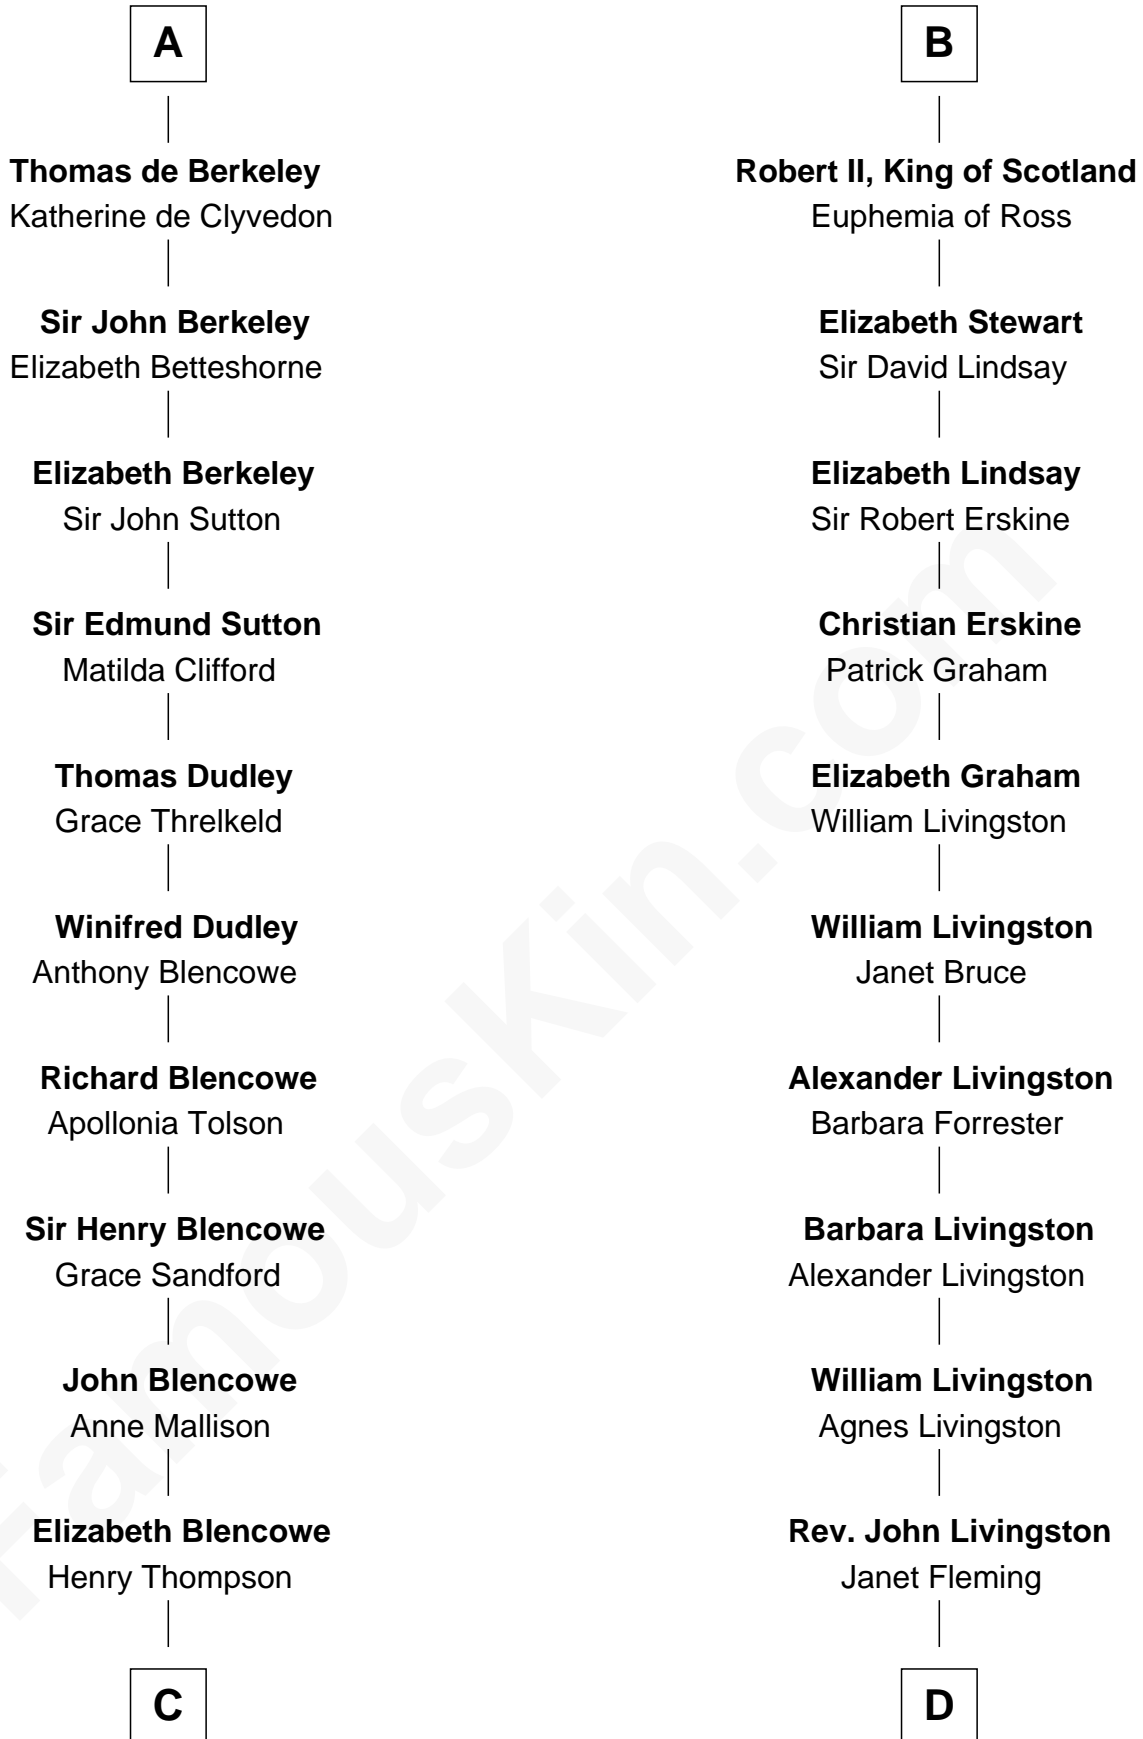 A
Thomas de Berkeley
Katherine de Clyvedon
Sir John Berkeley
Elizabeth Betteshorne
Elizabeth Berkeley
Sir John Sutton
Sir Edmund Sutton
Matilda Clifford
Thomas Dudley
Grace Threlkeld
Winifred Dudley
Anthony Blencowe
Richard Blencowe
Apollonia Tolson
Sir Henry Blencowe
Grace Sandford
John Blencowe
Anne Mallison
Elizabeth Blencowe
Henry Thompson
C
B
Robert II, King of Scotland
Euphemia of Ross
Elizabeth Stewart
Sir David Lindsay
Elizabeth Lindsay
Sir Robert Erskine
Christian Erskine
Patrick Graham
Elizabeth Graham
William Livingston
William Livingston
Janet Bruce
Alexander Livingston
Barbara Forrester
Barbara Livingston
Alexander Livingston
William Livingston
Agnes Livingston
Rev. John Livingston
Janet Fleming
D
FamousKin.com